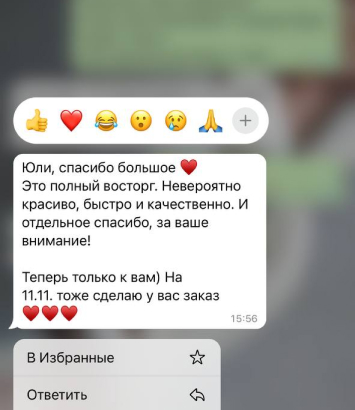 Юли, спасибо большое ♥️
Это полный восторг. Невероятно
красиво, быстро и качественно. И
отдельное спасибо, за ваше
внимание!
Теперь только к вам) На
11.11. тоже сделаю у вас заказ
♥️♥️♥️
15:56
В Избранные
Ответить